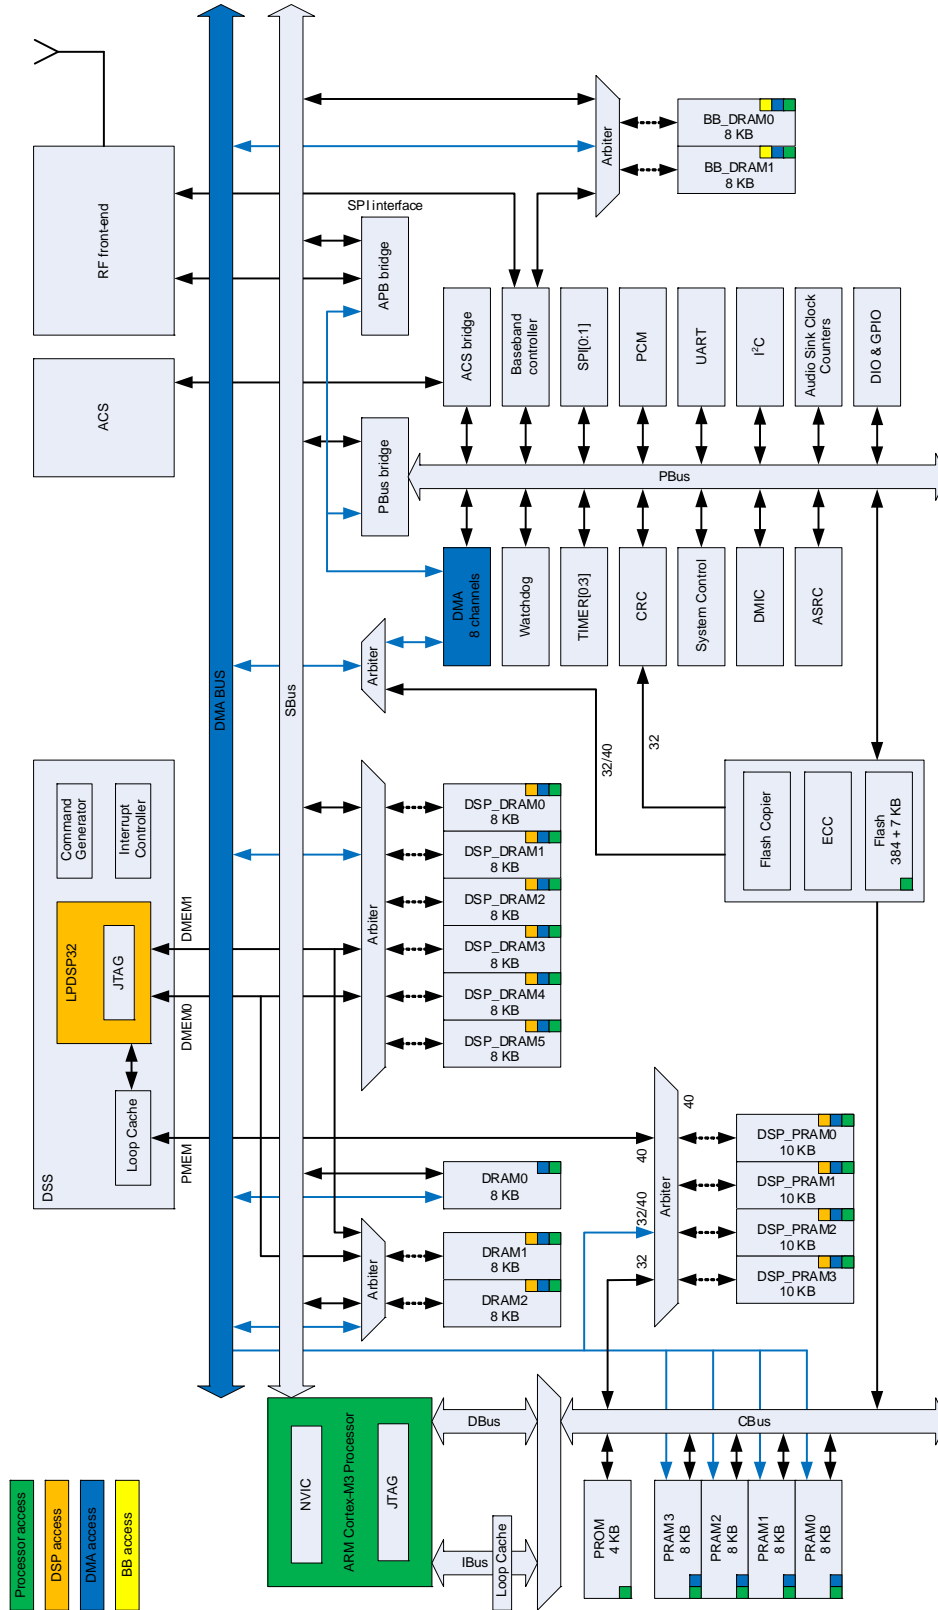 RF front-end
ACS
DSS
Command
Generator
Interrupt
Controller
LPDSP32
JTAG
Loop Cache
DMEM1
DMEM0
PMEM
DMA BUS
SBus
SPI interface
APB bridge
PBus bridge
Arbiter
BB_DRAM0
8 KB
BB_DRAM1
8 KB
ACS bridge
Baseband
controller
SPI[0:1]
PCM
UART
I²C
Audio Sink Clock
Counters
DIO & GPIO
PBus
DMA
8 channels
Watchdog
TIMER[0:3]
CRC
System Control
DMIC
ASRC
Arbiter
32/40
32
Flash Copier
ECC
Flash
384 + 7 KB
Arbiter
DSP_DRAM0
8 KB
DSP_DRAM1
8 KB
DSP_DRAM2
8 KB
DSP_DRAM3
8 KB
DSP_DRAM4
8 KB
DSP_DRAM5
8 KB
DRAM0
8 KB
Arbiter
DRAM1
8 KB
DRAM2
8 KB
40
40
32/40
32
Arbiter
DSP_PRAM0
10 KB
DSP_PRAM1
10 KB
DSP_PRAM2
10 KB
DSP_PRAM3
10 KB
ARM Cortex-M3 Processor
NVIC
JTAG
DBus
IBus
Loop Cache
CBus
PROM
4 KB
PRAM3
8 KB
PRAM2
8 KB
PRAM1
8 KB
PRAM0
8 KB
Processor access
DSP access
DMA access
BB access